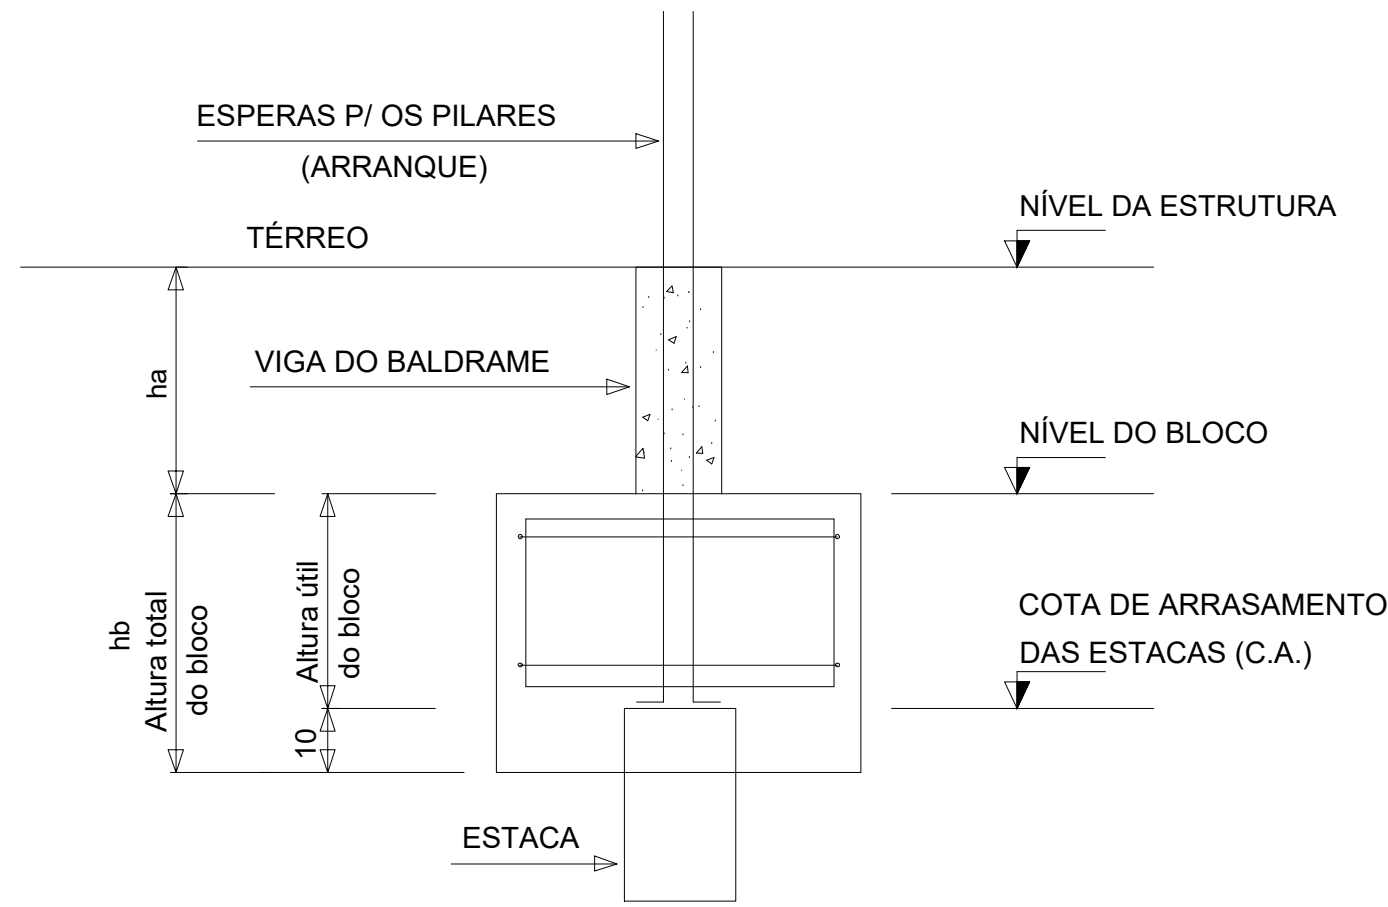 ESPERAS P/ OS PILARES
(ARRANQUE)
NÍVEL DA ESTRUTURA
TÉRREO
VIGA DO BALDRAME
ha
NÍVEL DO BLOCO
hb
Altura total
do bloco
Altura útil
do bloco
10
COTA DE ARRASAMENTO
DAS ESTACAS (C.A.)
ESTACA